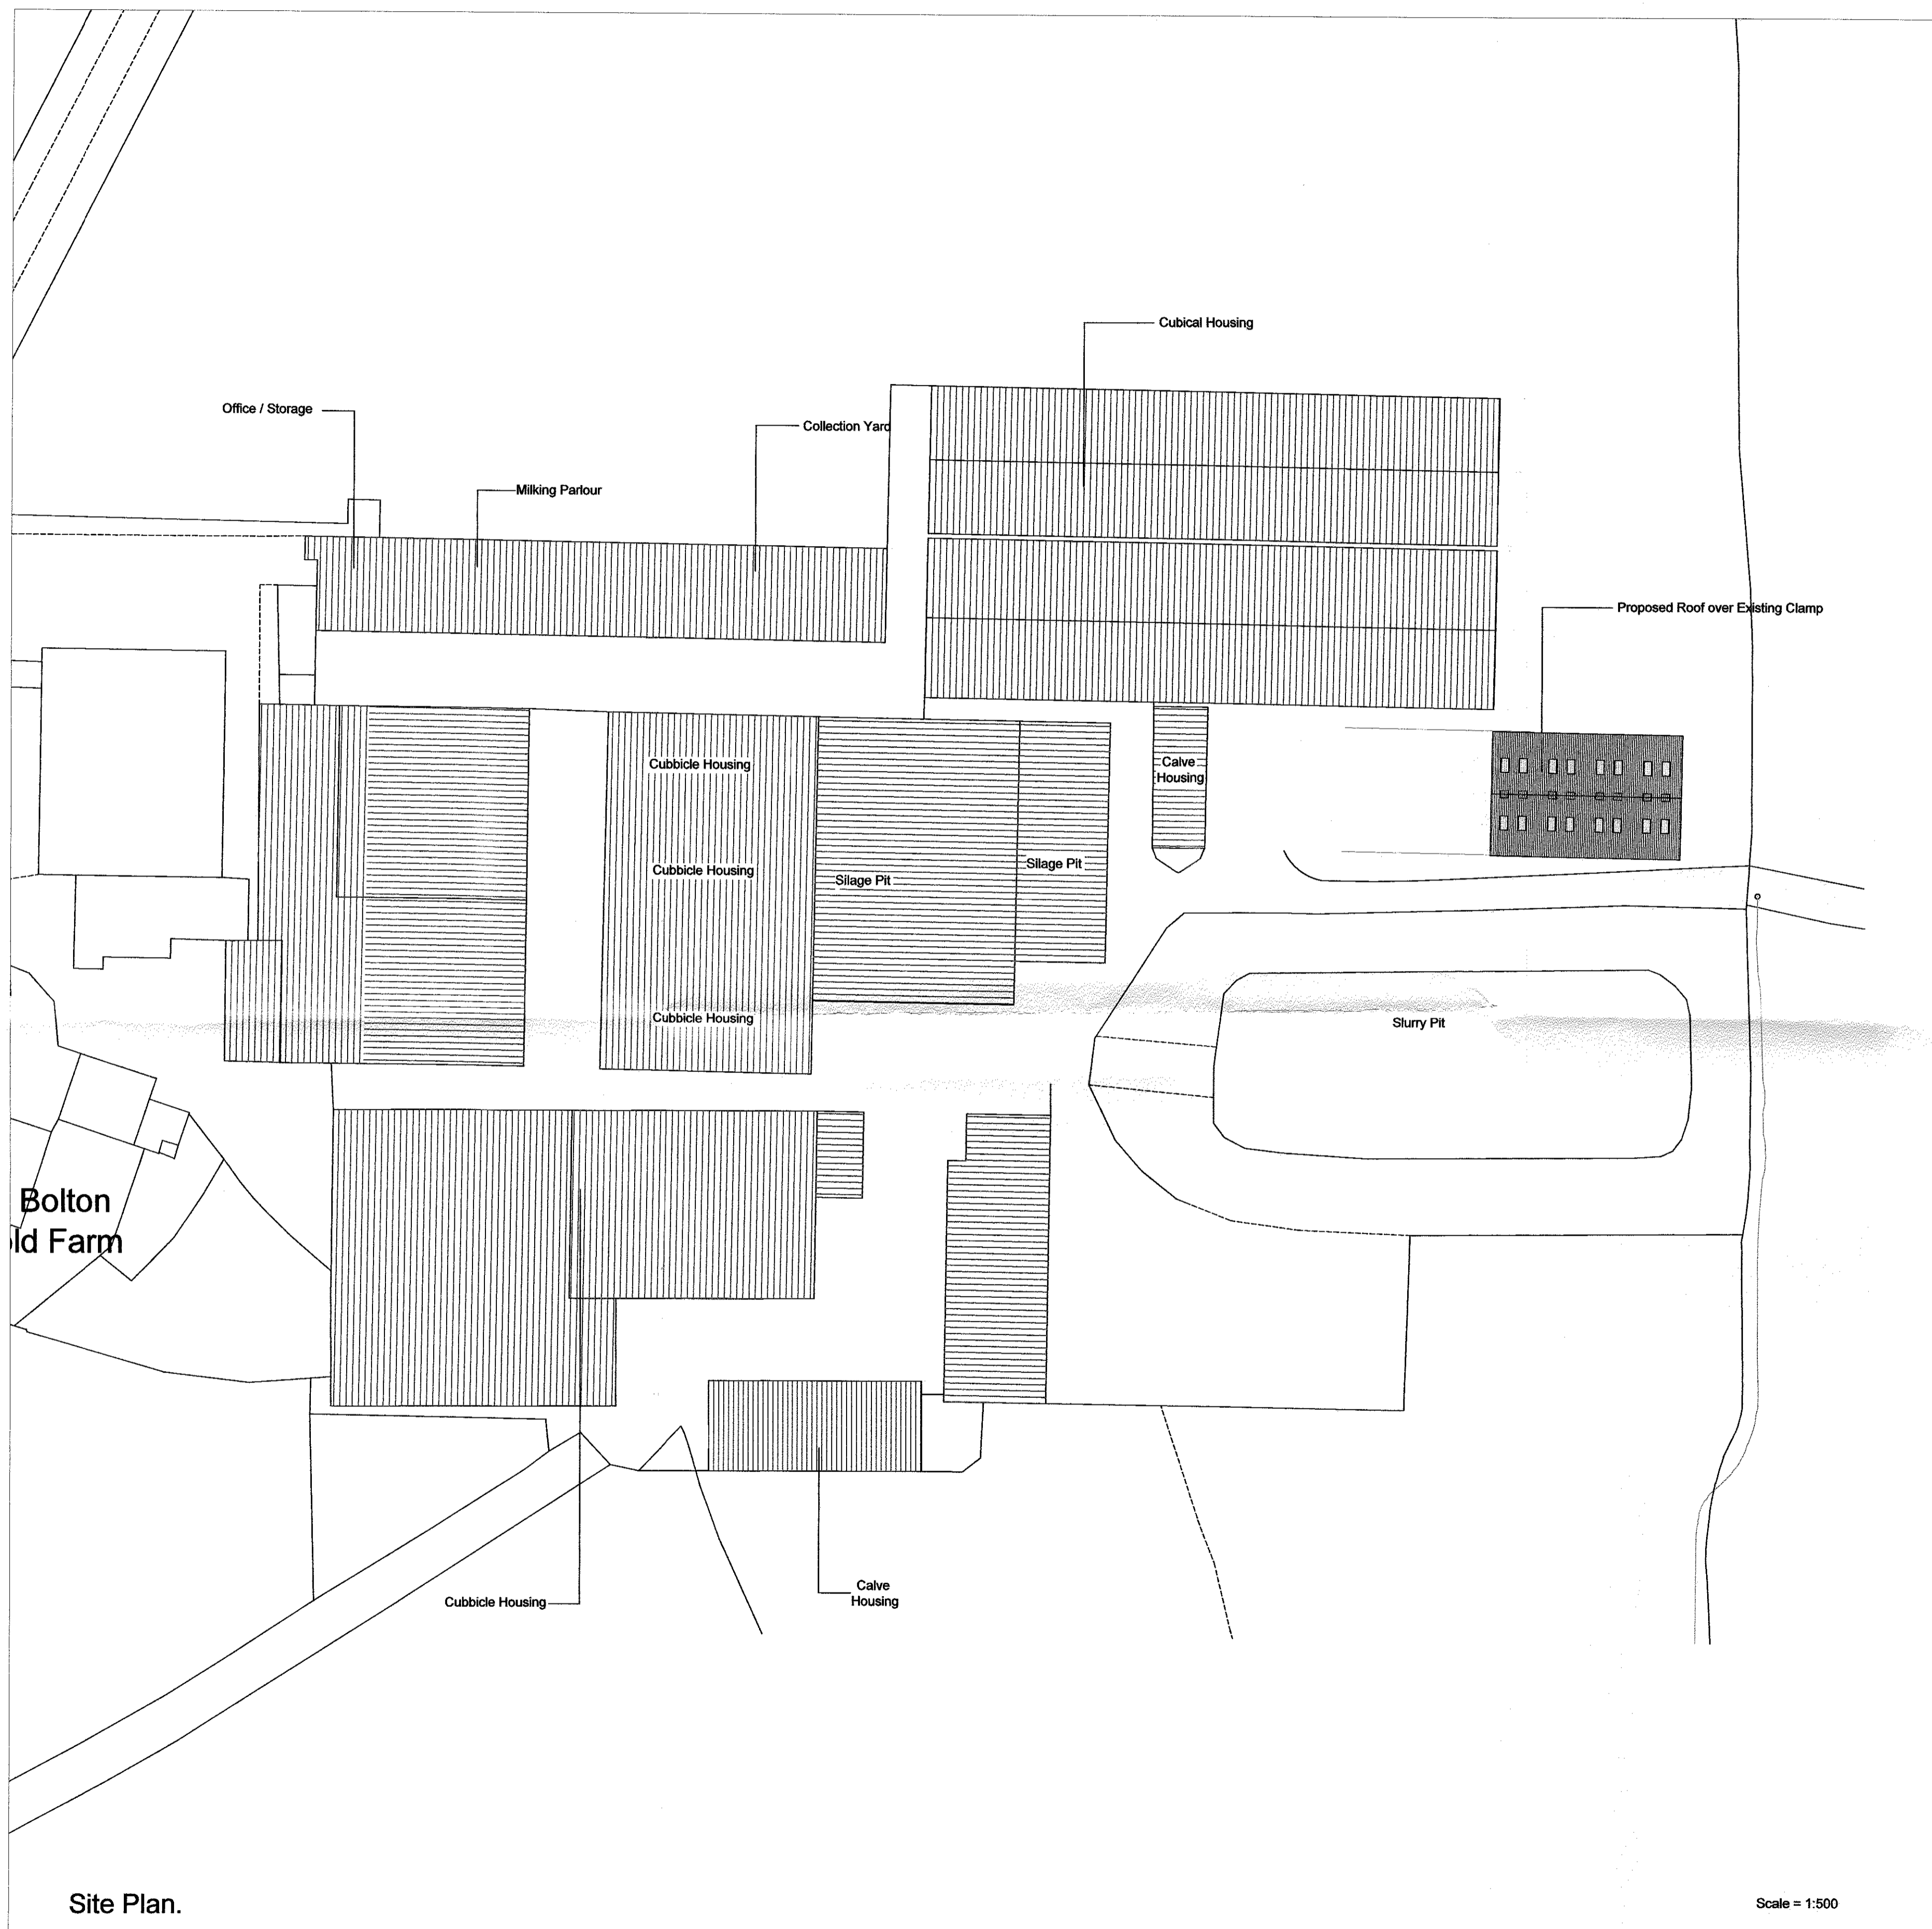 Cubical Housing
Office / Storage
Collection Yard
Milking Parlour
Proposed Roof over Existing Clamp
Cubbicle Housing
Calve
Housing
Cubbicle Housing
Silage Pit
Silage Pit
Cubbicle Housing
Slurry Pit
Bolton
ld Farm
Cubbicle Housing
Calve
Housing
Site Plan.
Scale = 1:500